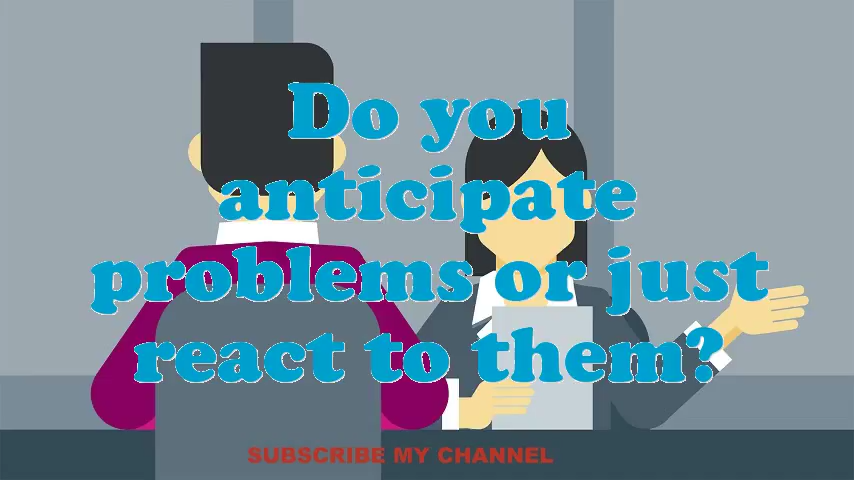 Do you
anticipate
problems or just
react to them?
SUBSCRIBE MY CHANNEL